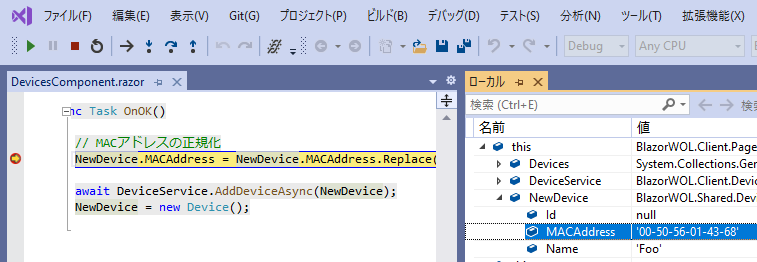 ファイル(F) 編集(E) 表示(V) Git(G) プロジェクト(P) ビルド(B) デバッグ(D) テスト(S) 分析(N) ツール(T) 拡張機能(X)
Debug Any CPU
DevicesComponent.razor
nc Task OnOK()
// MACアドレスの正規化
NewDevice.MACAddress = NewDevice.MACAddress.Replace(
await DeviceService.AddDeviceAsync(NewDevice);
NewDevice = new Device();
ローカル
検索 (Ctrl+E) 検索
名前 値
this BlazorWOL.Client.Page
Devices System.Collections.Gen
DeviceService BlazorWOL.Client.Devic
NewDevice BlazorWOL.Shared.Dev
Id null
MACAddress '00-50-56-01-43-68'
Name 'Foo'